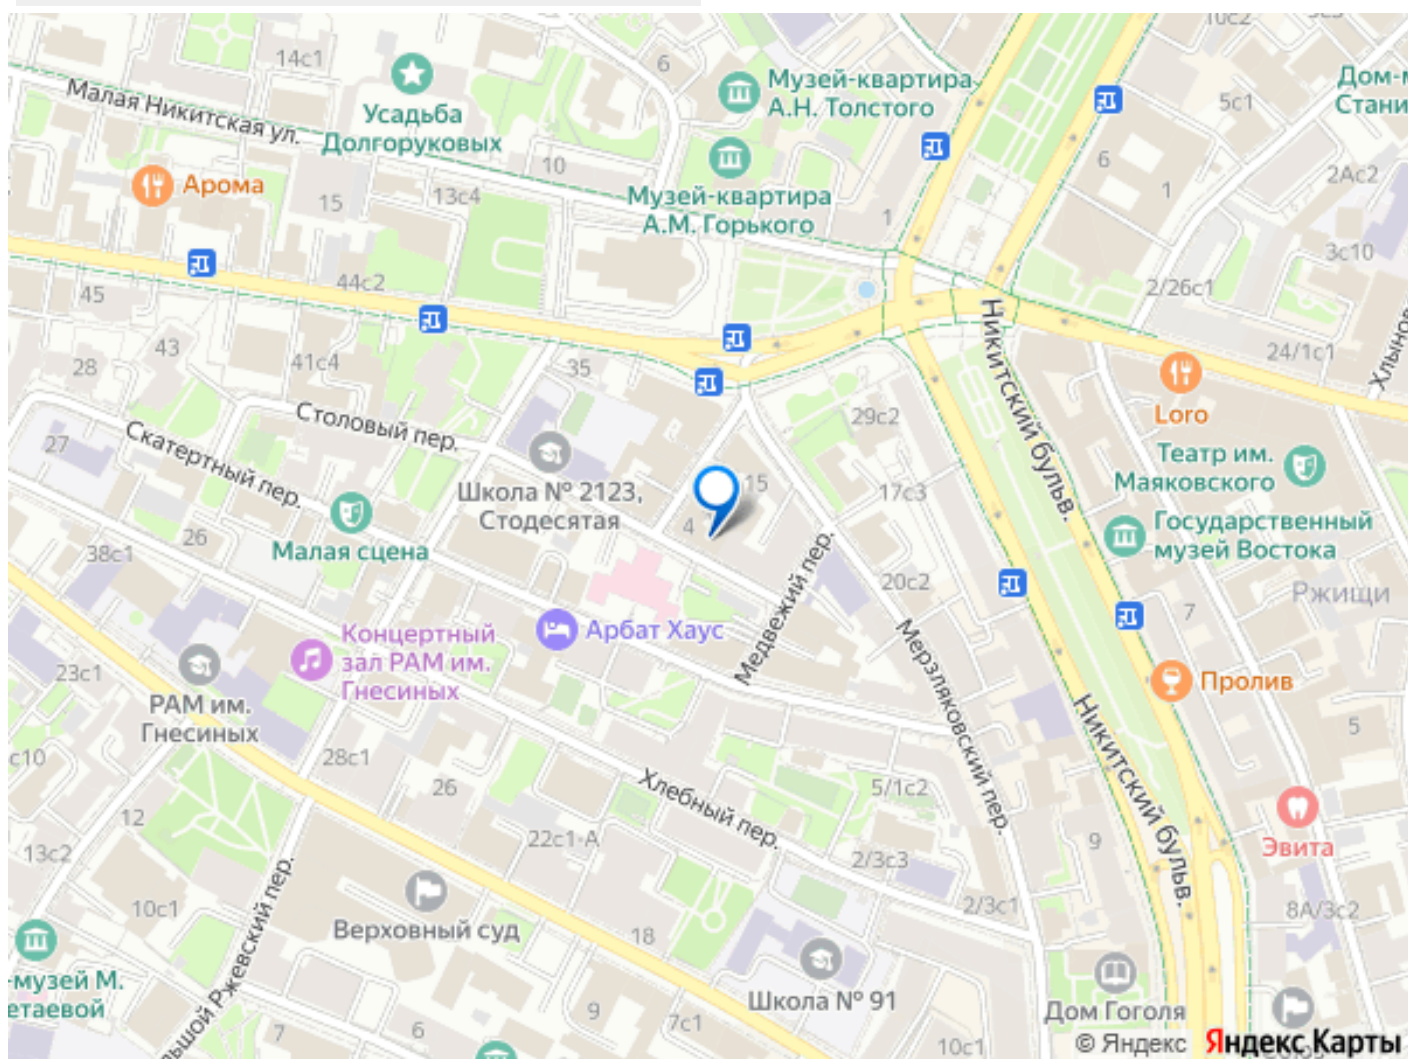 10с2
14с1
6
Музей-квартира
А.Н. Толстого
5с1
Малая Никитская ул.
Усадьба
Долгоруковых
10
6
1
2Ас2
Арома
15
13с4
Музей-квартира
А.М. Горького
1
3с10
44с2
45
2/26с1
43
28
41с4
35
24/1с1
Loro
Столовый пер.
29с2
Никитский бульв.
27
Скатертный пер.
Школа № 2123,
Стодесятая
15
17с3
Театр им.
Маяковского
4
Государственный
музей Востока
38с1
26
Малая сцена
20с2
Ржищи
7
Медвежий пер.
Арбат Хаус
Концертный
зал РАМ им.
Гнесиных
Мерзляковский пер.
23с1
РАМ им.
Гнесиных
Пролив
5
Никитский бульв.
с10
28с1
26
Хлебный пер.
5/1с2
12
22с1-А
9
Эвита
13с2
2/3с3
10с1
Верховный суд
2/3с1
8А/3с2
18
-музей М.
етаевой
ьшой Ржевский пер.
Школа № 91
Дом Гоголя
9
7с1
7
6
10с1
© Яндекс
Яндекс Карты